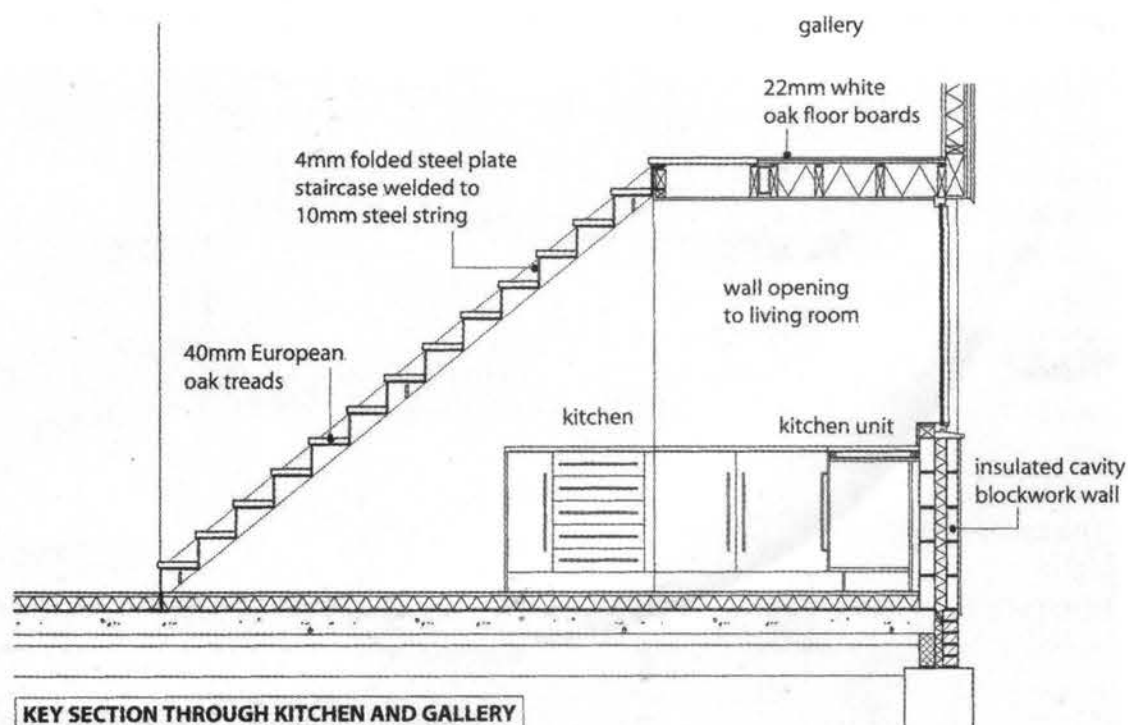 gallery
22mm white
oak floor boards
4mm folded steel plate
staircase welded to
10mm steel string
wall opening
to living room
40mm European
oak treads
kitchen
kitchen unit
insulated cavity
blockwork wall
KEY SECTION THROUGH KITCHEN AND GALLERY